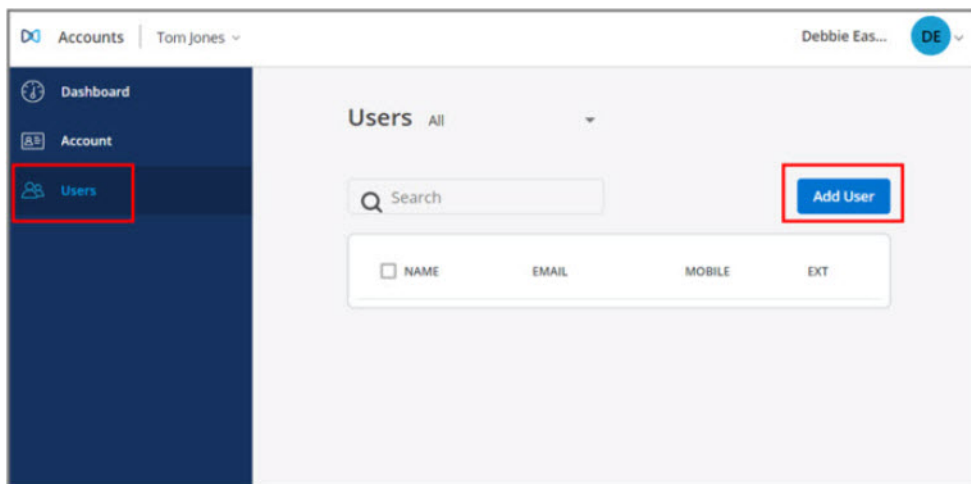 Accounts Tom Jones Debbie Eas... DE
Dashboard
Account
Users
Users All
Search
Add User
NAME EMAIL MOBILE EXT